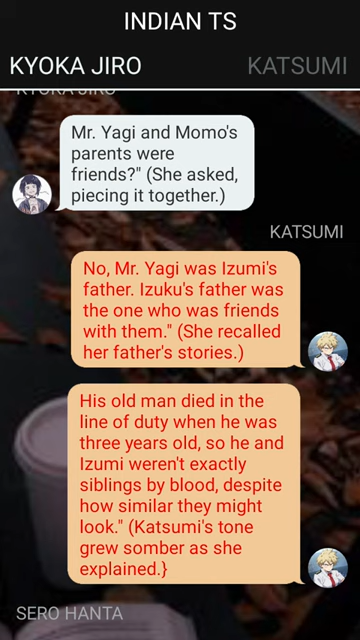 INDIAN TS
KYOKA JIRO KATSUMI
KYOKA JIRO
Mr. Yagi and Momo's
parents were
friends?" (She asked,
piecing it together.)
KATSUMI
No, Mr. Yagi was Izumi's
father. Izuku's father was
the one who was friends
with them." (She recalled
her father's stories.)
His old man died in the
line of duty when he was
three years old, so he and
Izumi weren't exactly
siblings by blood, despite
how similar they might
look." (Katsumi's tone
grew somber as she
explained.}
SERO HANTA